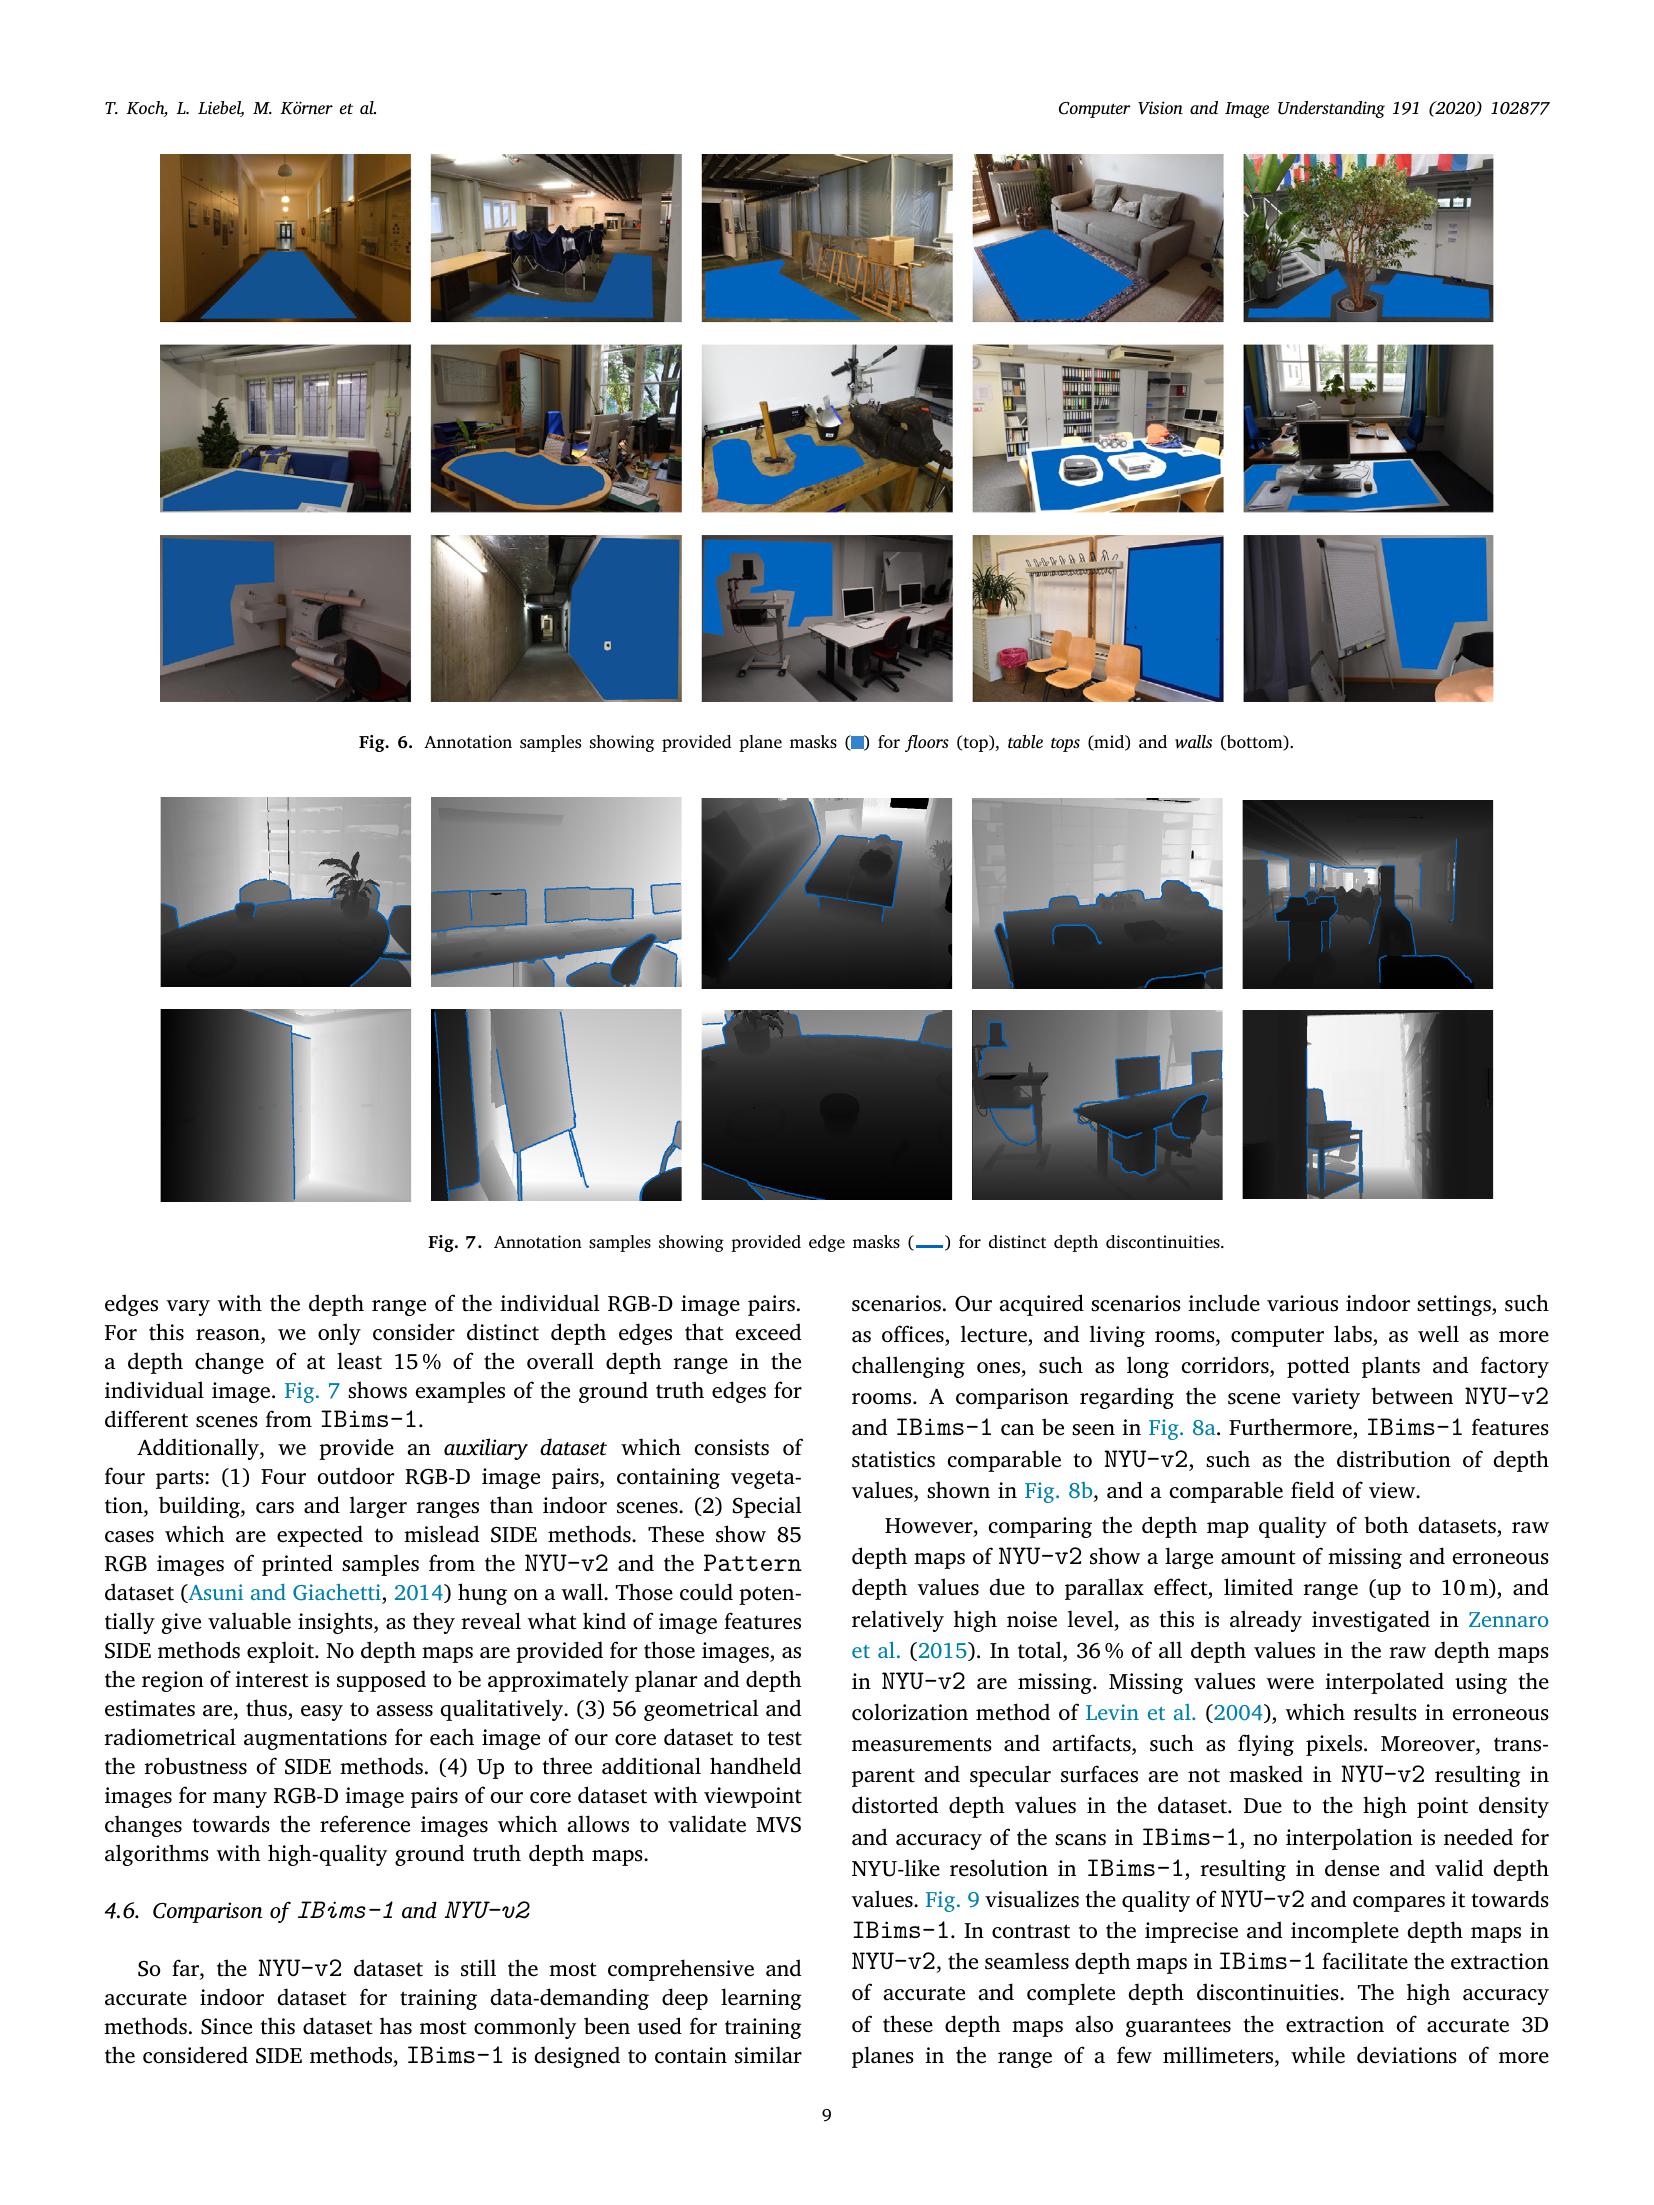 T. Koch, L. Liebel, M. Körner et al.
Computer Vision and Image Understanding 191 (2020) 102877
Fig. 6. Annotation samples showing provided plane masks (■) for floors (top), table tops (mid) and walls (bottom).
Fig. 7. Annotation samples showing provided edge masks (—) for distinct depth discontinuities.
edges vary with the depth range of the individual RGB-D image pairs.
For this reason, we only consider distinct depth edges that exceed
a depth change of at least 15 % of the overall depth range in the
individual image. Fig. 7 shows examples of the ground truth edges for
different scenes from IBims-1.
Additionally, we provide an auxiliary dataset which consists of
four parts: (1) Four outdoor RGB-D image pairs, containing vegeta-
tion, building, cars and larger ranges than indoor scenes. (2) Special
cases which are expected to mislead SIDE methods. These show 85
RGB images of printed samples from the NYU-v2 and the Pattern
dataset (Asuni and Giachetti, 2014) hung on a wall. Those could poten-
tially give valuable insights, as they reveal what kind of image features
SIDE methods exploit. No depth maps are provided for those images, as
the region of interest is supposed to be approximately planar and depth
estimates are, thus, easy to assess qualitatively. (3) 56 geometrical and
radiometrical augmentations for each image of our core dataset to test
the robustness of SIDE methods. (4) Up to three additional handheld
images for many RGB-D image pairs of our core dataset with viewpoint
changes towards the reference images which allows to validate MVS
algorithms with high-quality ground truth depth maps.
4.6. Comparison of IBims-1 and NYU-v2
So far, the NYU-v2 dataset is still the most comprehensive and
accurate indoor dataset for training data-demanding deep learning
methods. Since this dataset has most commonly been used for training
the considered SIDE methods, IBims-1 is designed to contain similar
scenarios. Our acquired scenarios include various indoor settings, such
as offices, lecture, and living rooms, computer labs, as well as more
challenging ones, such as long corridors, potted plants and factory
rooms. A comparison regarding the scene variety between NYU-v2
and IBims-1 can be seen in Fig. 8a. Furthermore, IBims-1 features
statistics comparable to NYU-v2, such as the distribution of depth
values, shown in Fig. 8b, and a comparable field of view.
However, comparing the depth map quality of both datasets, raw
depth maps of NYU-v2 show a large amount of missing and erroneous
depth values due to parallax effect, limited range (up to 10 m), and
relatively high noise level, as this is already investigated in Zennaro
et al. (2015). In total, 36 % of all depth values in the raw depth maps
in NYU-v2 are missing. Missing values were interpolated using the
colorization method of Levin et al. (2004), which results in erroneous
measurements and artifacts, such as flying pixels. Moreover, trans-
parent and specular surfaces are not masked in NYU-v2 resulting in
distorted depth values in the dataset. Due to the high point density
and accuracy of the scans in IBims-1, no interpolation is needed for
NYU-like resolution in IBims-1, resulting in dense and valid depth
values. Fig. 9 visualizes the quality of NYU-v2 and compares it towards
IBims-1. In contrast to the imprecise and incomplete depth maps in
NYU-v2, the seamless depth maps in IBims-1 facilitate the extraction
of accurate and complete depth discontinuities. The high accuracy
of these depth maps also guarantees the extraction of accurate 3D
planes in the range of a few millimeters, while deviations of more
9